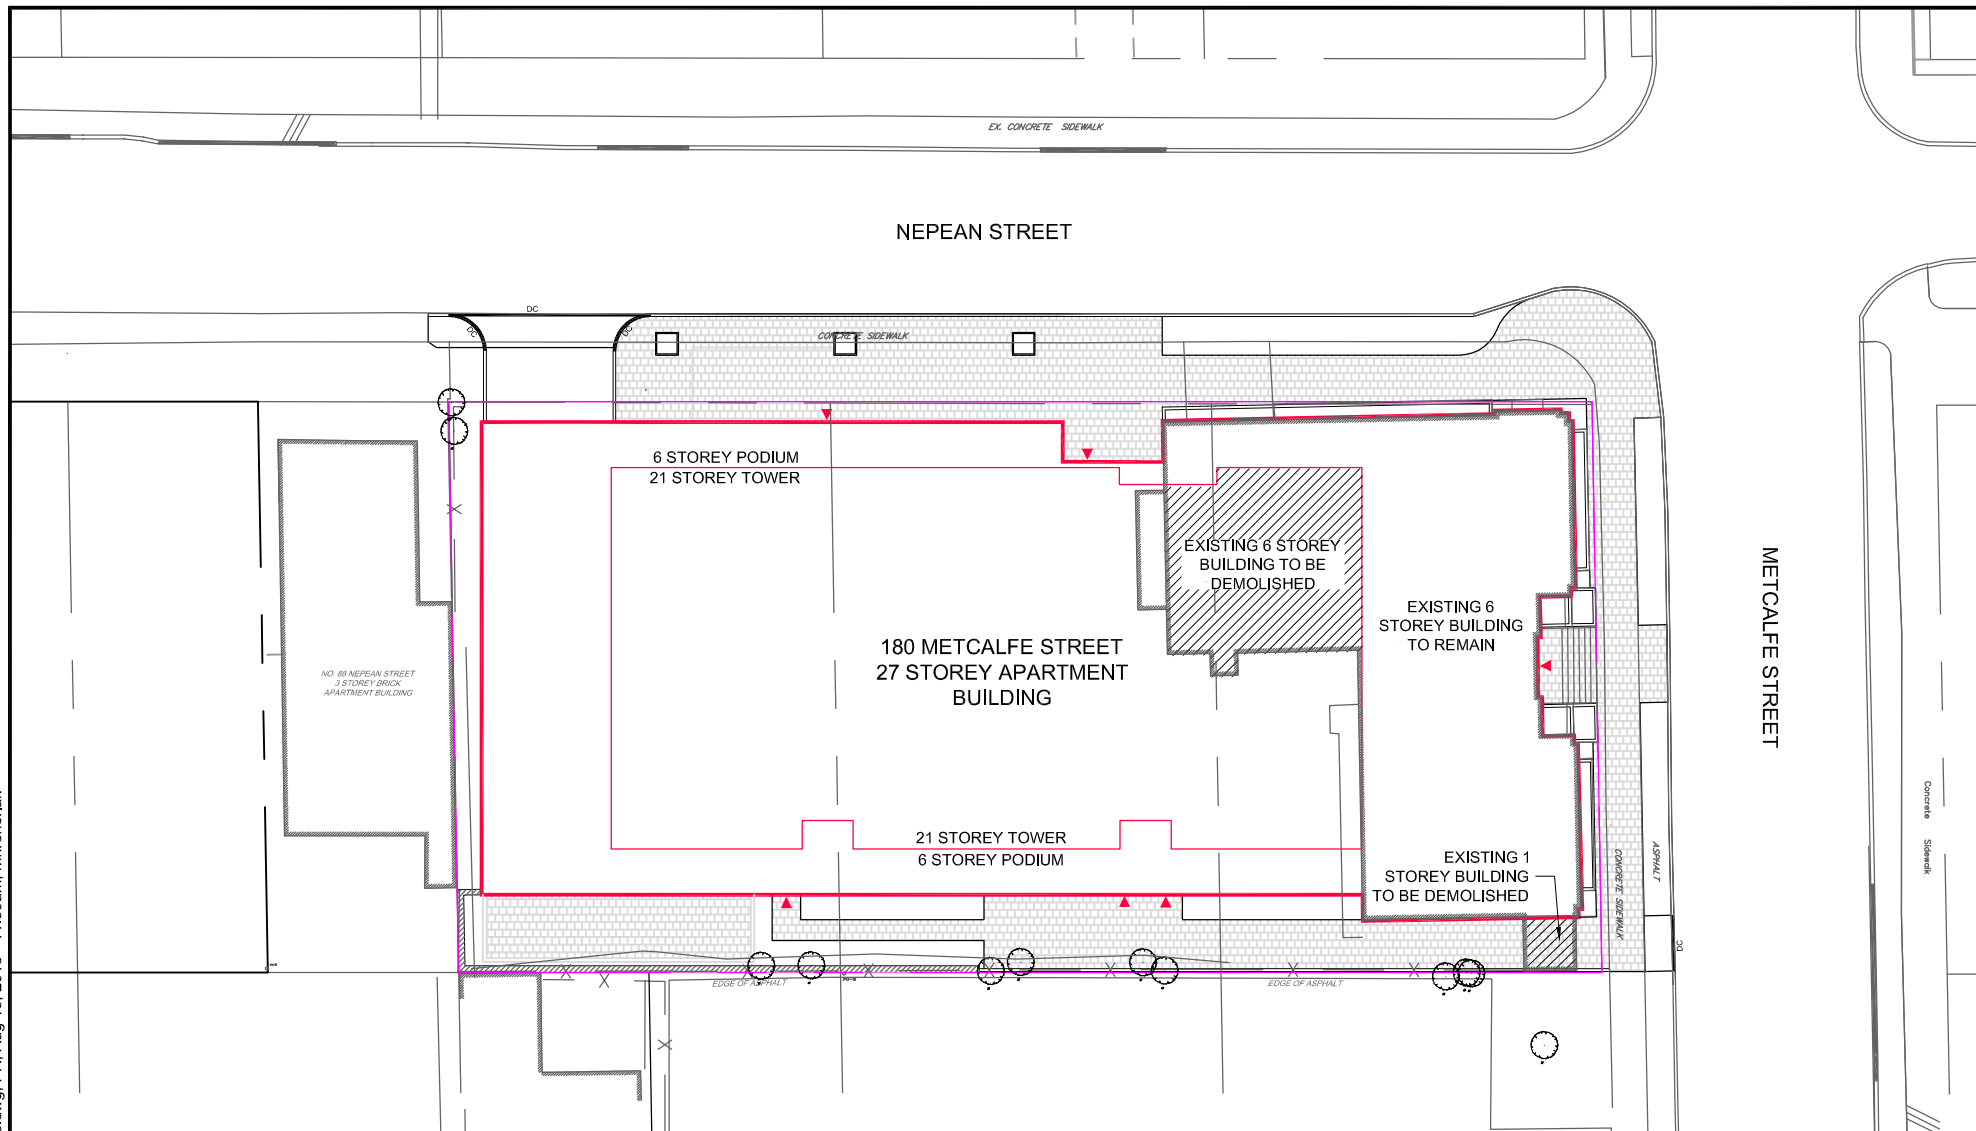 EX. CONCRETE SIDEWALK
NEPEAN STREET
DC
DC
DC
CONCRETE SIDEWALK
6 STOREY PODIUM
21 STOREY TOWER
EXISTING 6 STOREY
BUILDING TO BE
DEMOLISHED
EXISTING 6
STOREY BUILDING
TO REMAIN
METCALFE STREET
180 METCALFE STREET
27 STOREY APARTMENT
BUILDING
NO. 88 NEPEAN STREET
3 STOREY BRICK
APARTMENT BUILDING
21 STOREY TOWER
6 STOREY PODIUM
EXISTING 1
STOREY BUILDING
TO BE DEMOLISHED
CONCRETE SIDEWALK
ASPHALT
Concrete Sidewalk
DC
EDGE OF ASPHALT
EDGE OF ASPHALT